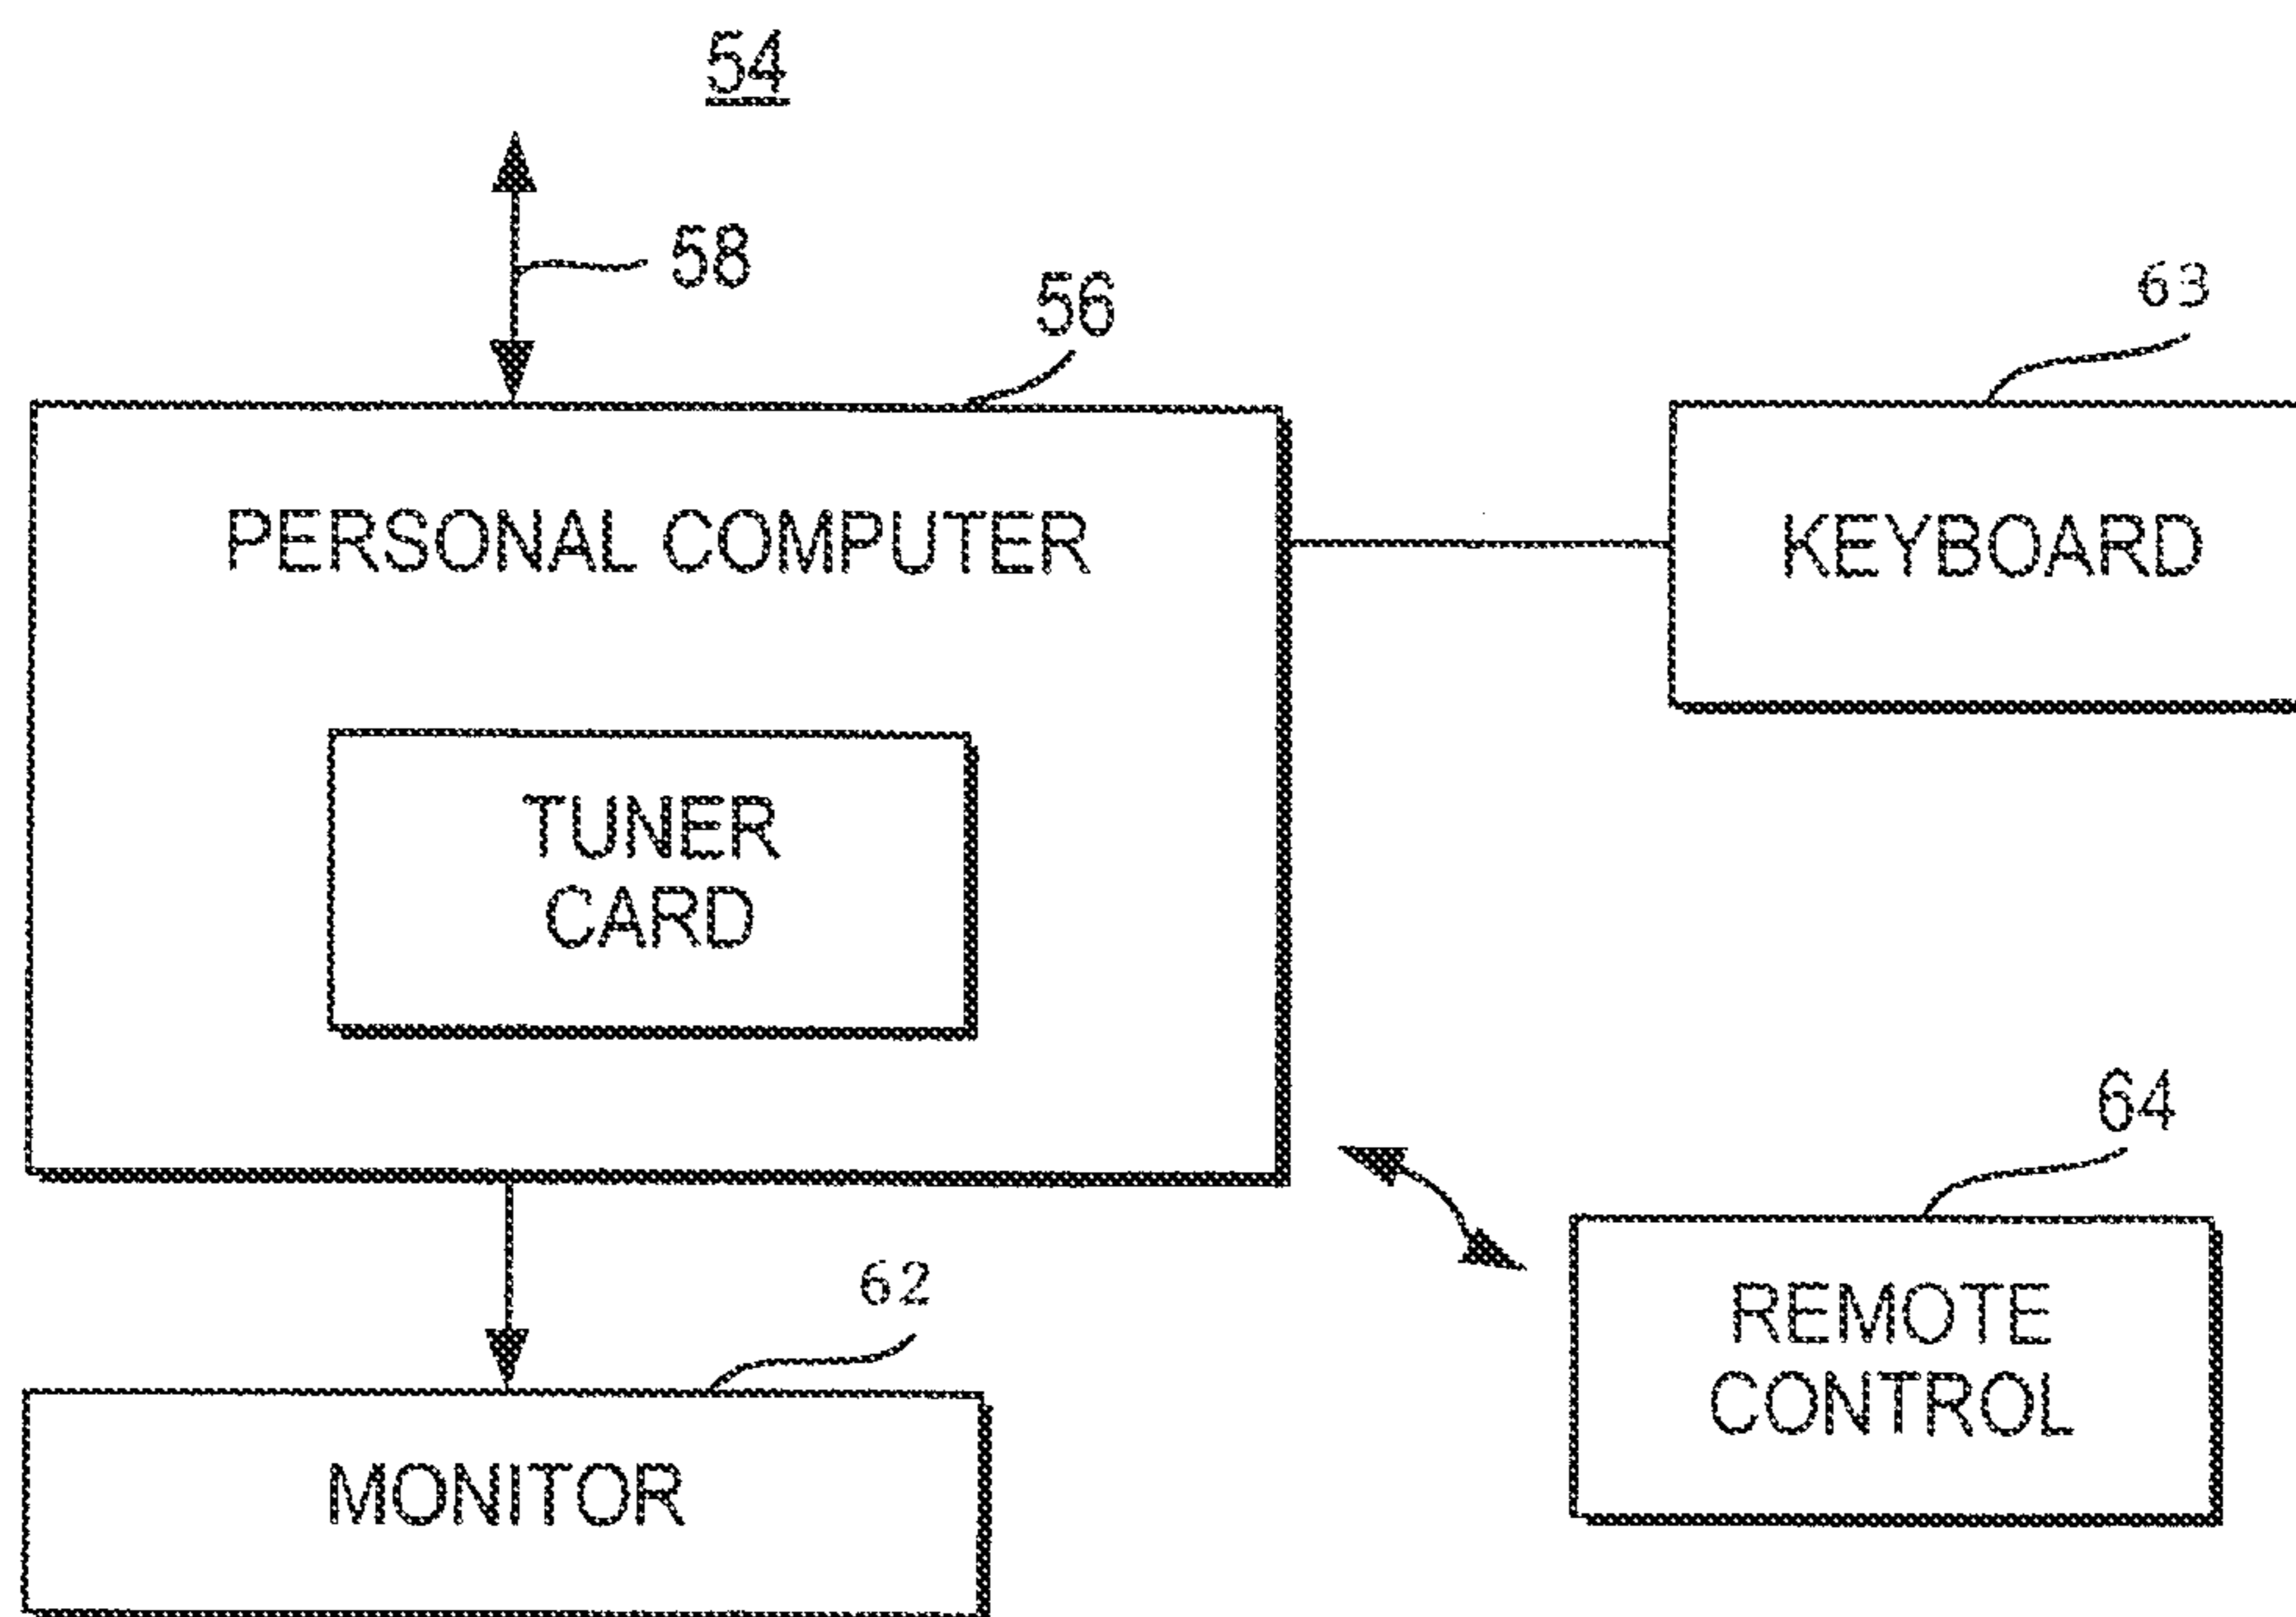 54
58
56
63
PERSONAL COMPUTER
KEYBOARD
TUNER
CARD
64
62
REMOTE
CONTROL
MONITOR